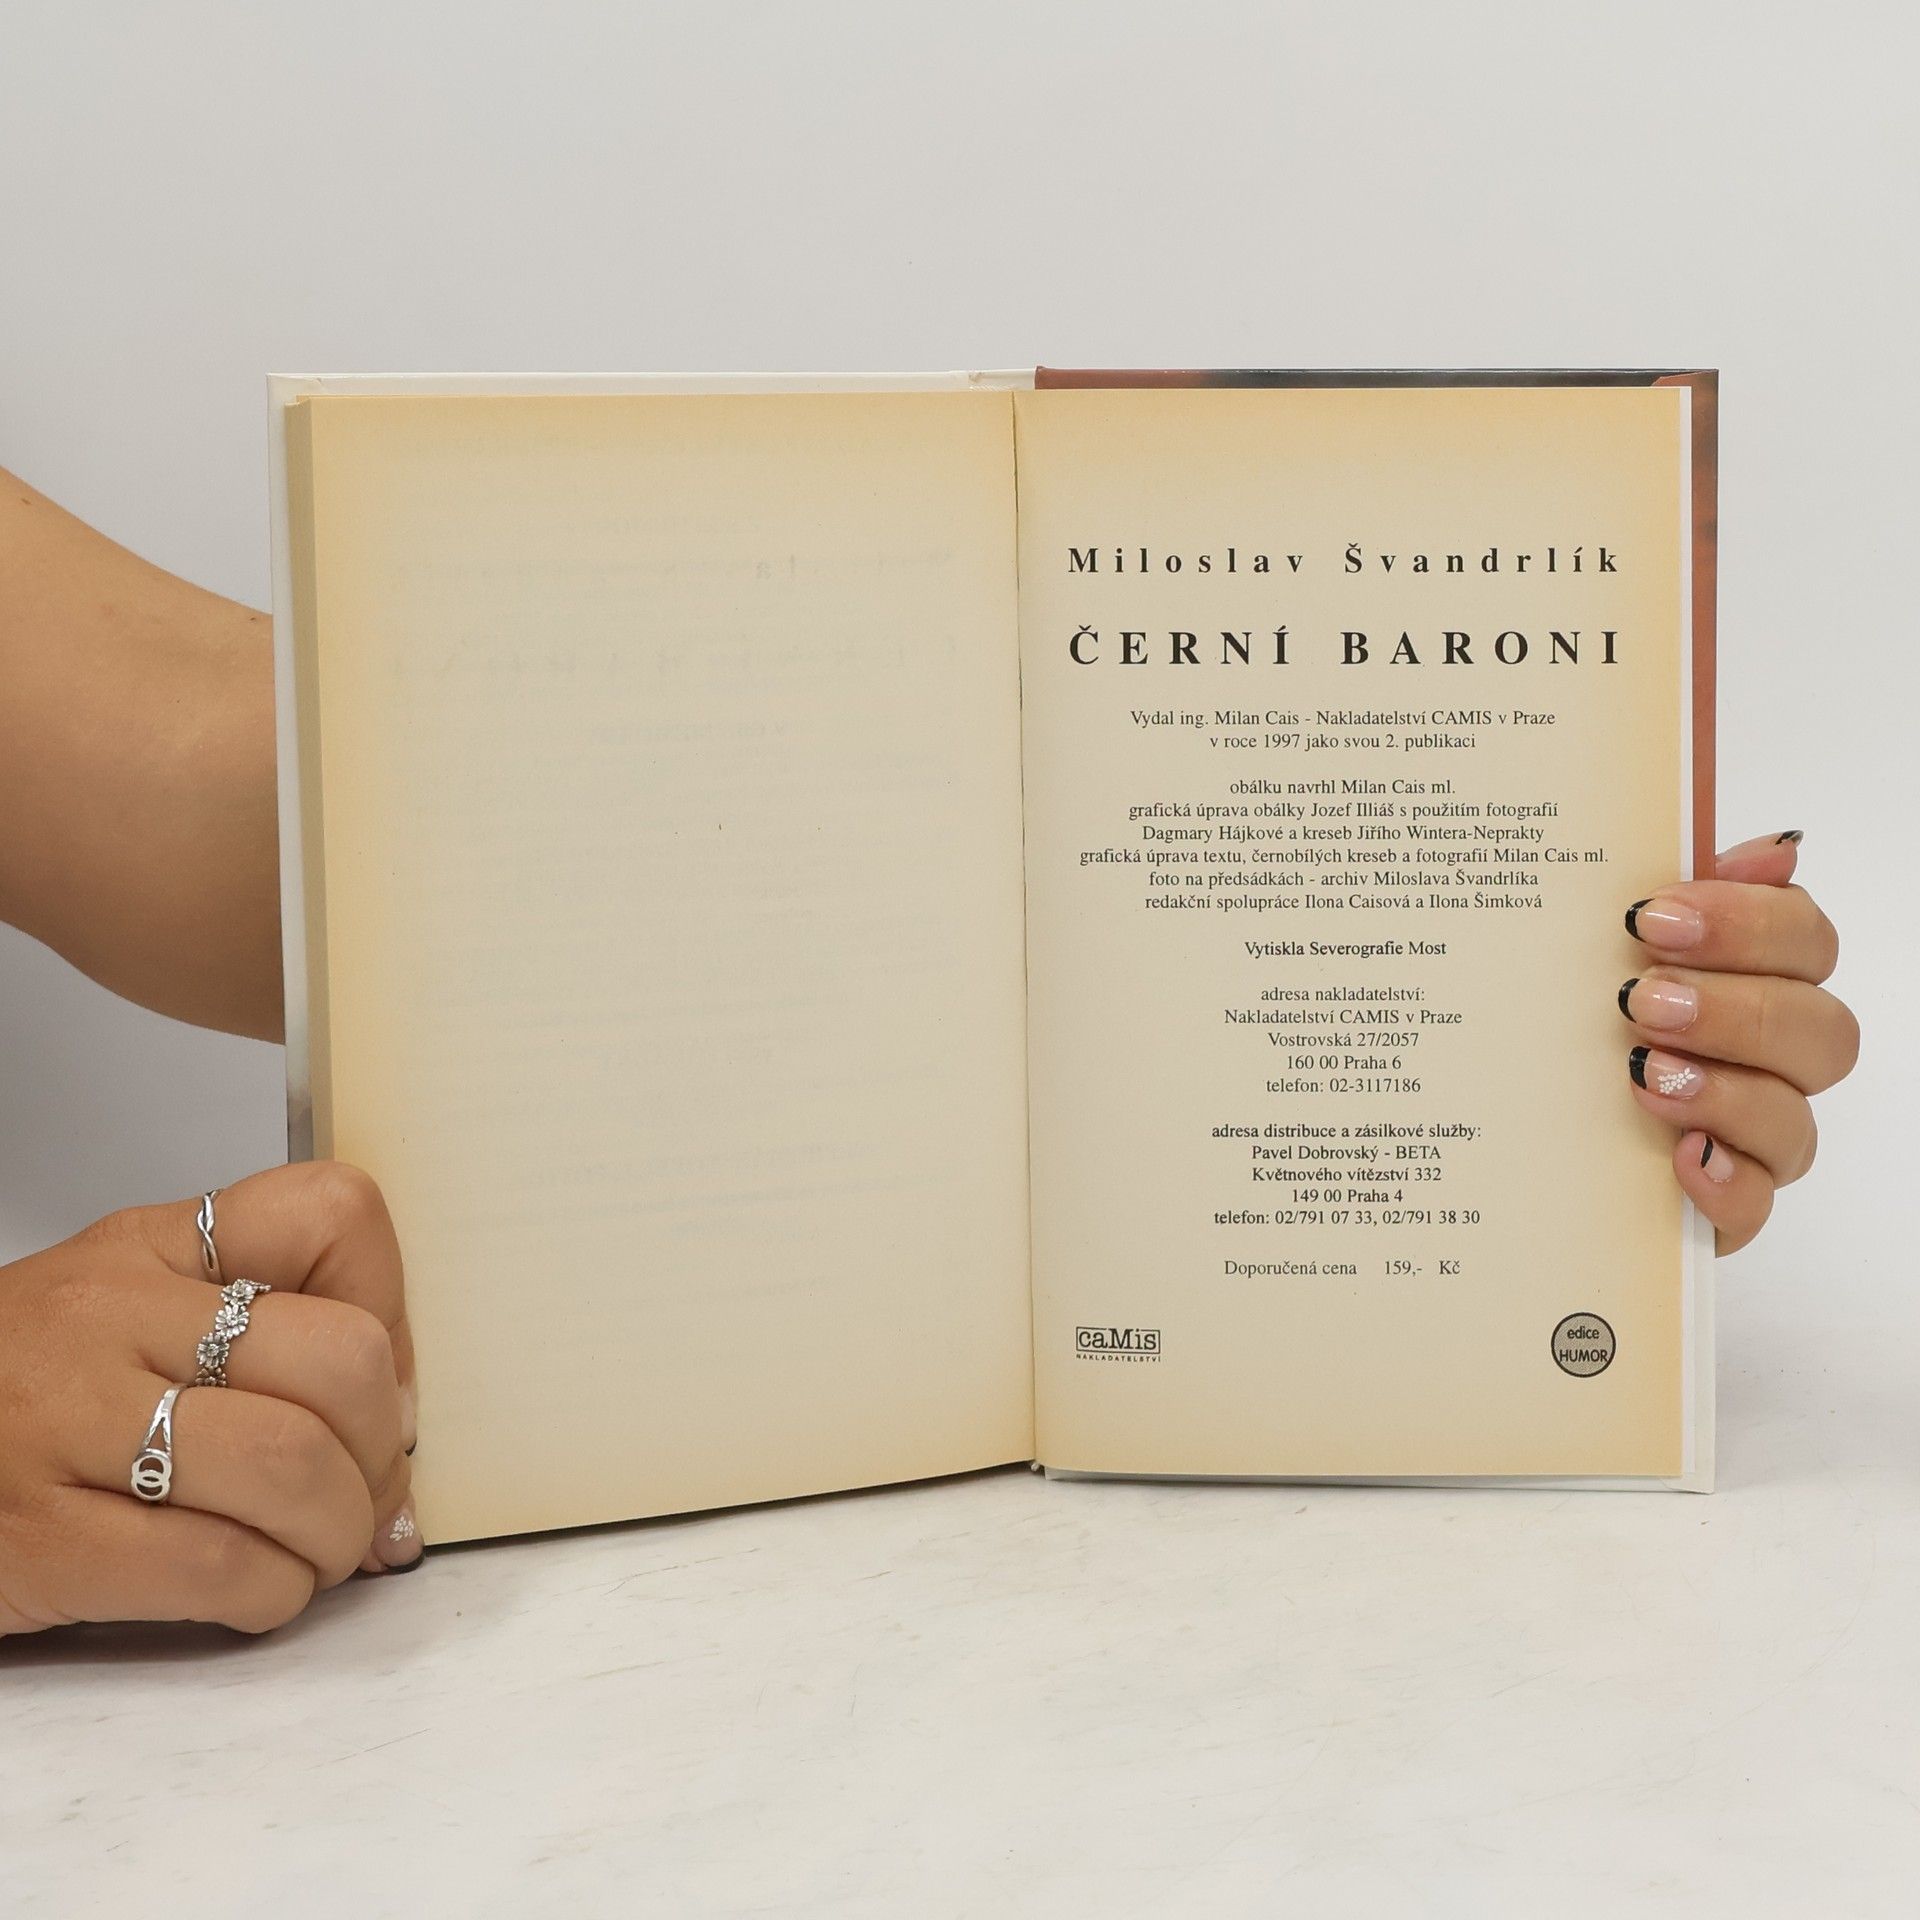 Miloslav Švandrlík
ČERNÍ BARONI
Vydal ing. Milan Cais - Nakladatelství CAMIS v Praze
v roce 1997 jako svou 2. publikaci
obálku navrhl Milan Cais ml.
grafická úprava obálky Jozef Illiáš s použitím fotografií
Dagmary Hájkové a kreseb Jiřího Wintera-Neprakty
grafická úprava textu, černobílých kreseb a fotografií Milan Cais ml.
foto na předsádkách - archiv Miloslava Švandrlíka
redakční spolupráce Ilona Caisová a Ilona Šimková
Vytiskla Severografie Most
adresa nakladatelství:
Nakladatelství CAMIS v Praze
Vostrovská 27/2057
160 00 Praha 6
telefon: 02-3117186
adresa distribuce a zásilkové služby:
Pavel Dobrovský - BETA
Květnového vítězství 332
149 00 Praha 4
telefon: 02/791 07 33, 02/791 38 30
Doporučená cena 159,- Kč
caMis
NAKLADATELSTVÍ
edice
HUMOR